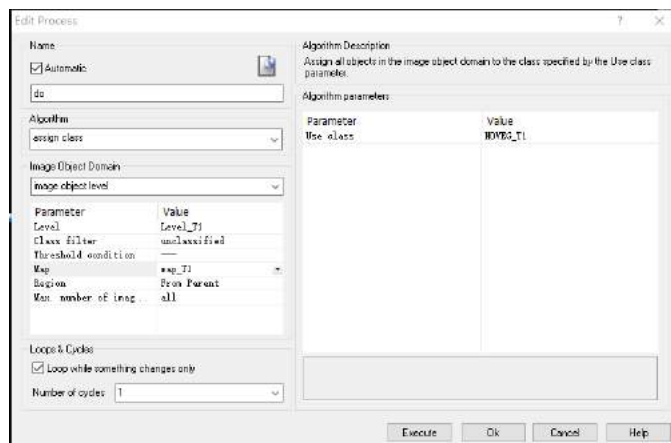 Edit Process
? ×
Name
Automatic
do
Algorithm
assign class
Image Object Domain
image object level
Parameter Value
Level Level_T1
Class filter unclassified
Threshold condition ---
Map map_T1
Region From Parent
Max. number of imag... all
Loops & Cycles
Loop while something changes only
Number of cycles 1
Algorithm Description
Assign all objects in the image object domain to the class specified by the Use class
parameter.
Algorithm parameters
Parameter Value
Use class NOVEG_T1
Execute Ok Cancel Help